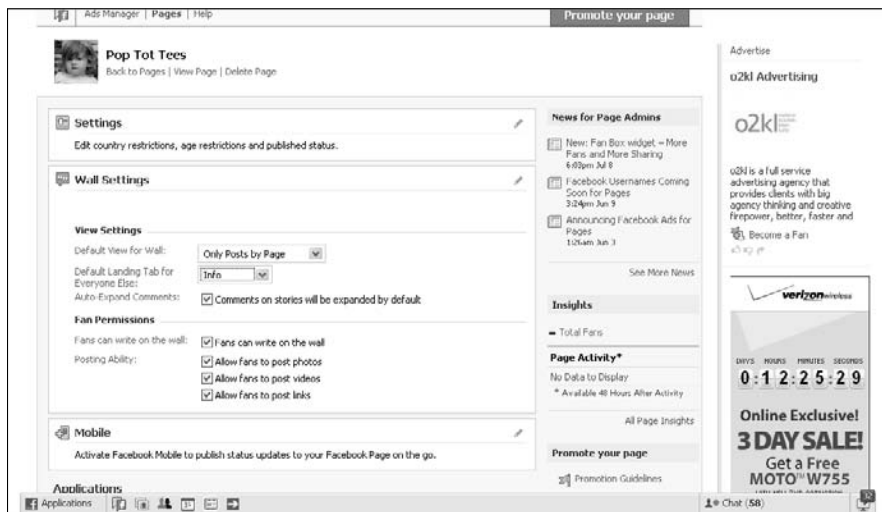 Ads Manager | Pages | Help
Promote your page
Pop Tot Tees
Back to Pages | View Page | Delete Page
Settings
Edit country restrictions, age restrictions and published status.
Wall Settings
View Settings
Default View for Wall: Only Posts by Page
Default Landing Tab for
Everyone Else: Info
Auto-Expand Comments: Comments on stories will be expanded by default
Fan Permissions
Fans can write on the wall: Fans can write on the wall
Posting Ability: Allow fans to post photos
Allow fans to post videos
Allow fans to post links
Mobile
Activate Facebook Mobile to publish status updates to your Facebook Page on the go.
Applications
News for Page Admins
New: Fan Box widget = More
Fans and More Sharing
6:03pm Jul 8
Facebook Usernames Coming
Soon for Pages
3:24pm Jun 9
Announcing Facebook Ads for
Pages
1:26am Jun 3
See More News
Insights
Total Fans
Page Activity*
No Data to Display
* Available 48 Hours After Activity
All Page Insights
Promote your page
Promotion Guidelines
Advertise
o2kl Advertising
o2kl
o2kl is a full service
advertising agency that
provides clients with big
agency thinking and creative
firepower, better, faster and
Become a Fan
verizon wireless
DAYS HOURS MINUTES SECONDS
0:12:25:29
Online Exclusive!
3 DAY SALE!
Get a Free
MOTO™ W755
Applications
Chat (58)